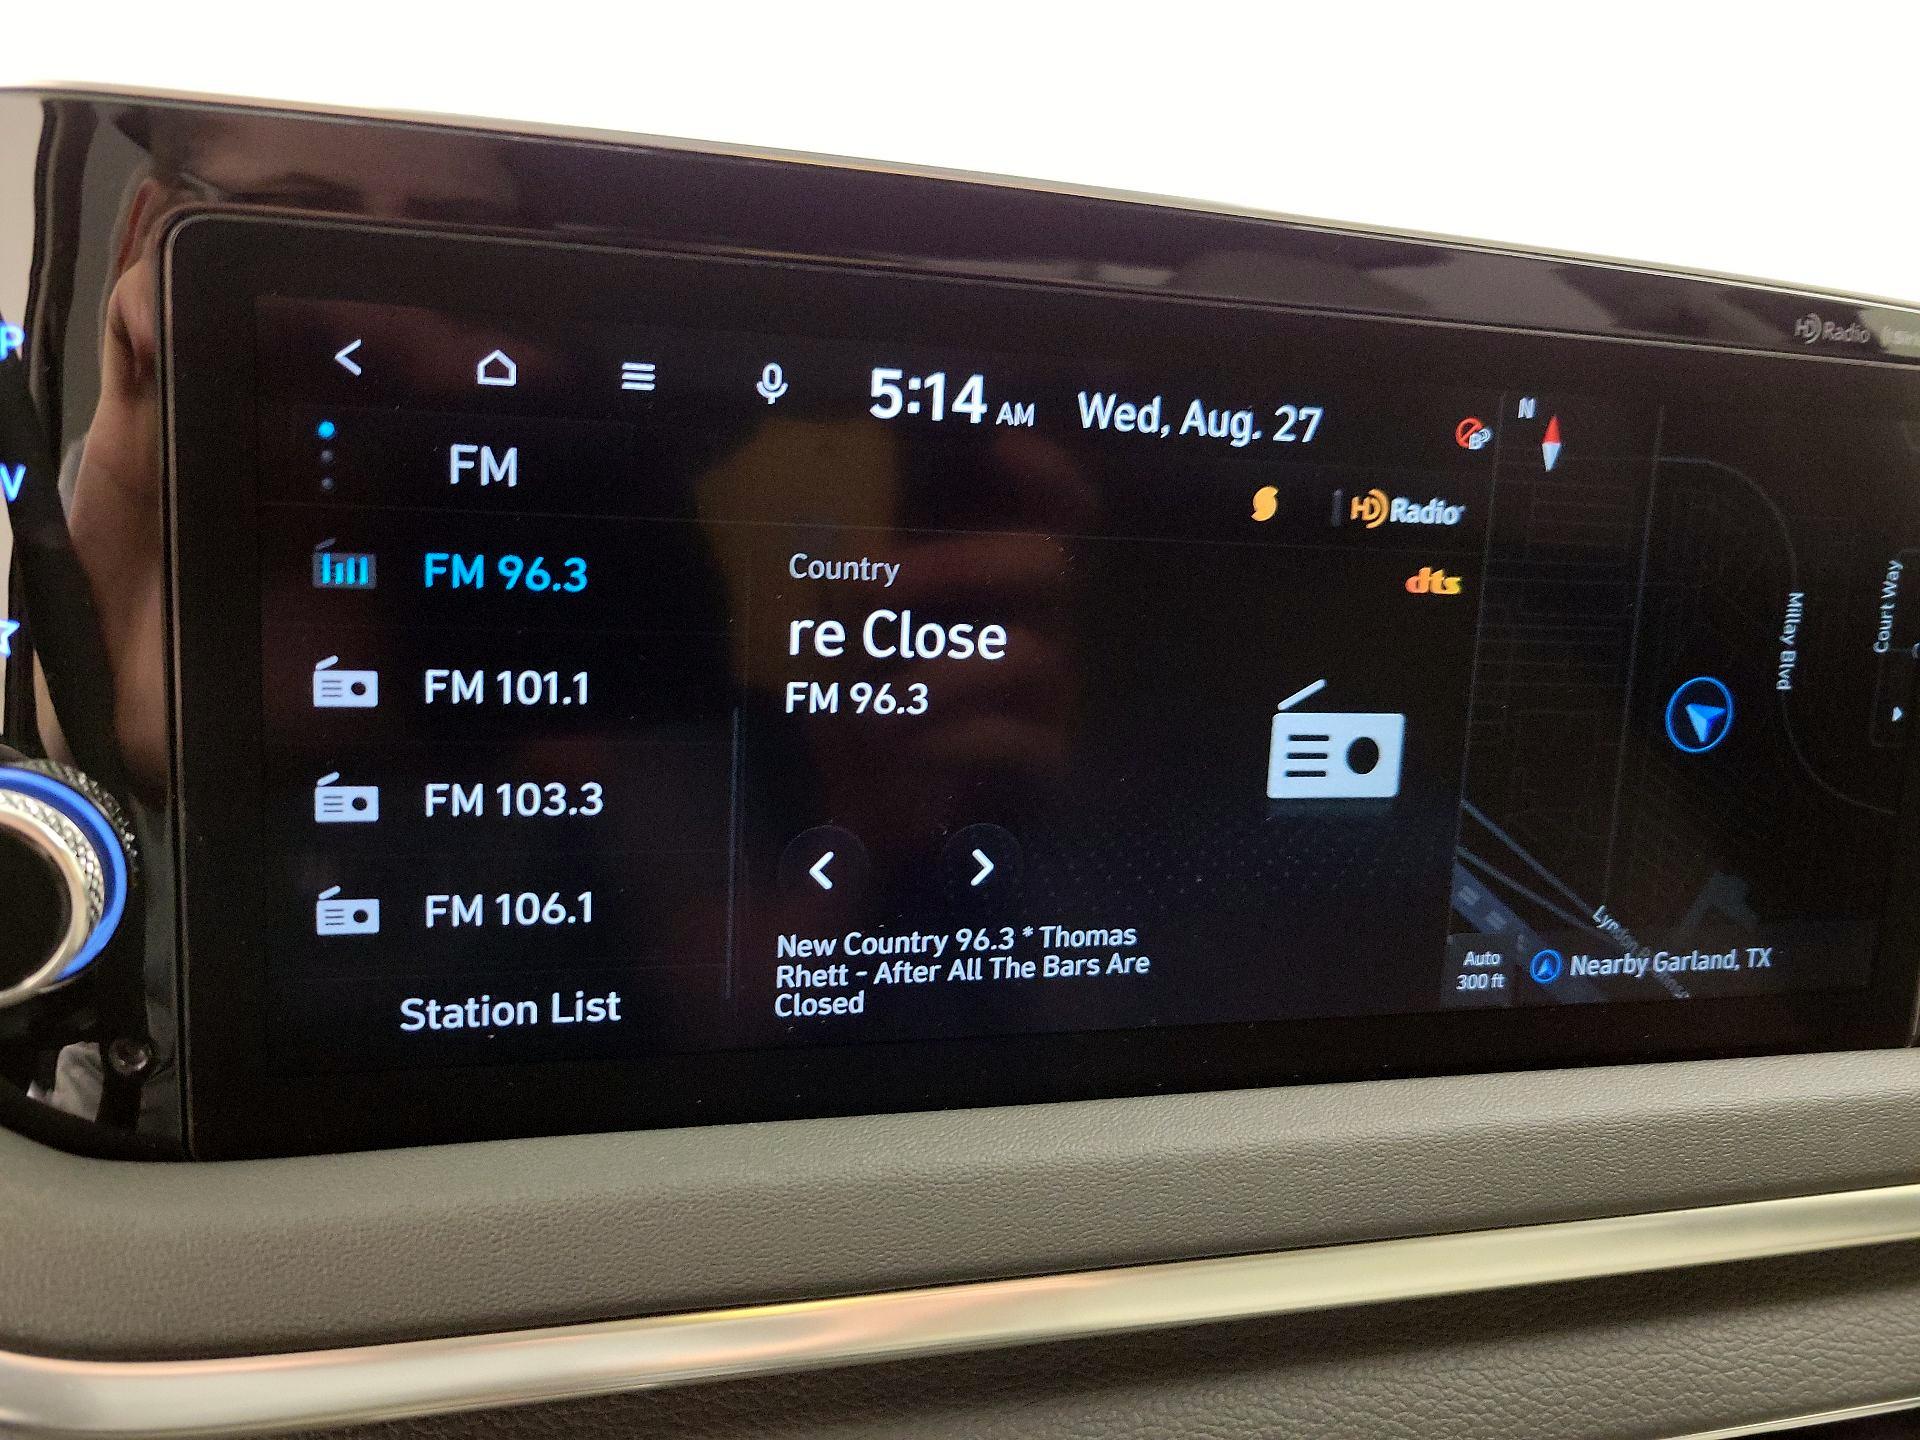 HD Radio
P
V
5:14 AM Wed, Aug. 27
N
FM
HD Radio
FM 96.3
FM 101.1
FM 103.3
FM 106.1
Station List
Country
dts
re Close
FM 96.3
New Country 96.3 * Thomas
Rhett - After All The Bars Are
Closed
Millay Blvd
Court Way
Auto
300 ft
Nearby Garland, TX